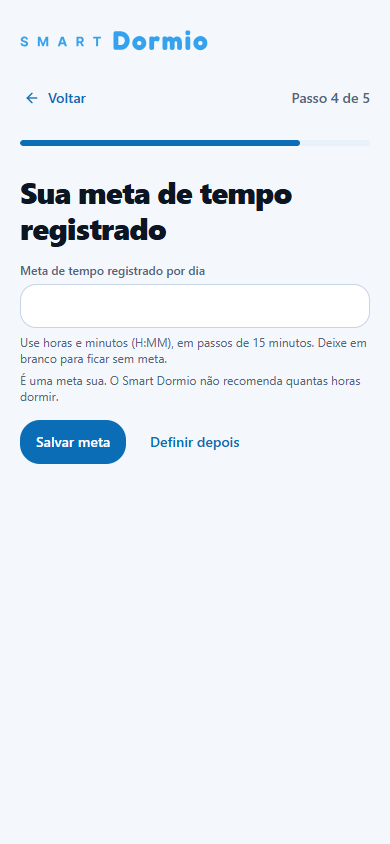 SMART Dormio
Voltar
Passo 4 de 5
Sua meta de tempo
registrado
Meta de tempo registrado por dia
Use horas e minutos (H:MM), em passos de 15 minutos. Deixe em
branco para ficar sem meta.
É uma meta sua. O Smart Dormio não recomenda quantas horas
dormir.
Salvar meta
Definir depois